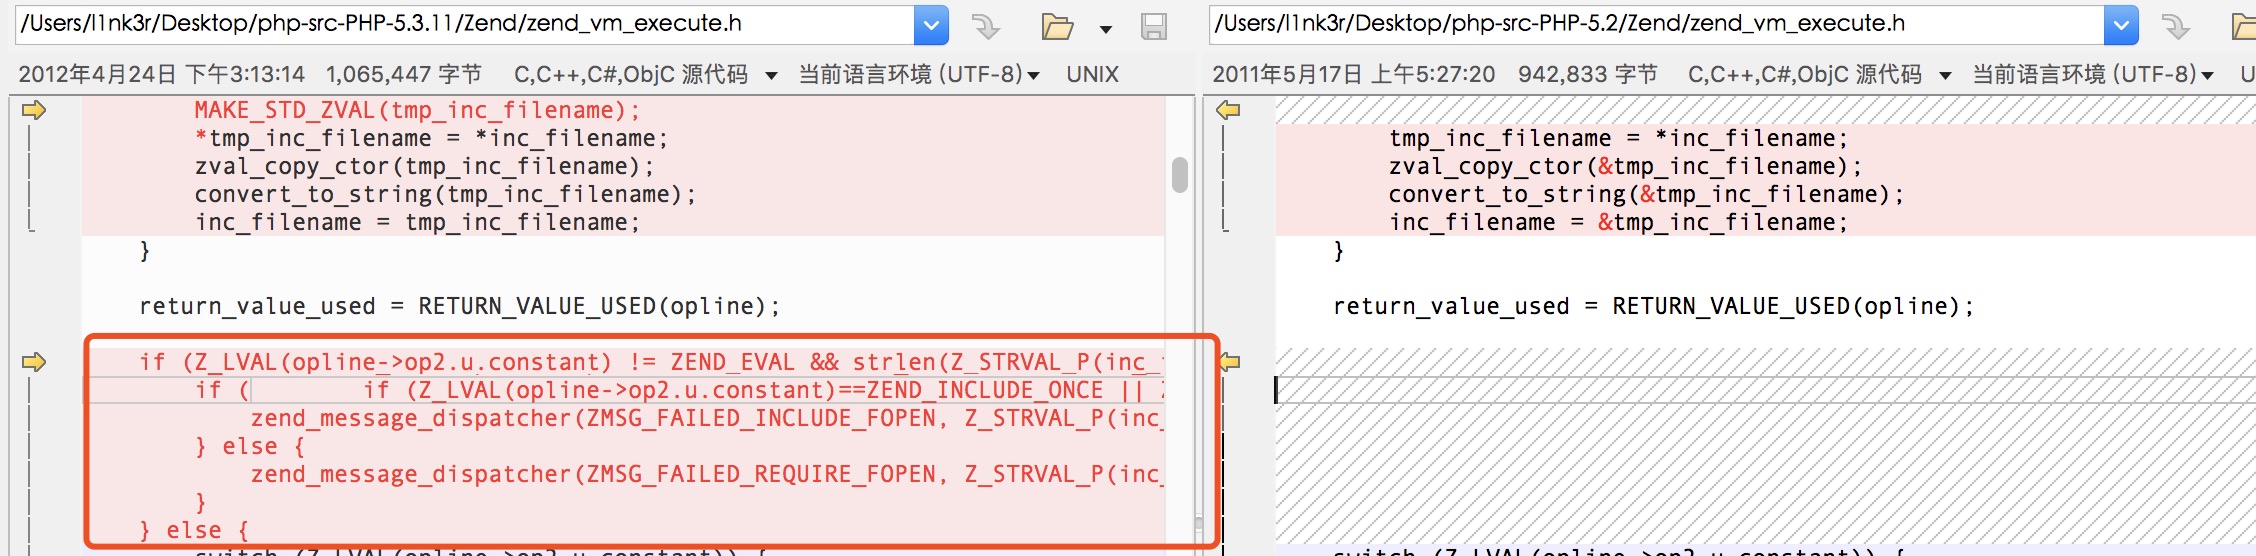 /Users/l1nk3r/Desktop/php-src-PHP-5.3.11/Zend/zend_vm_execute.h
2012年4月24日 下午3:13:14 1,065,447 字节 C,C++,C#,ObjC 源代码 当前语言环境 (UTF-8) UNIX
MAKE_STD_ZVAL(tmp_inc_filename);
*tmp_inc_filename = *inc_filename;
zval_copy_ctor(tmp_inc_filename);
convert_to_string(tmp_inc_filename);
inc_filename = tmp_inc_filename;
}
return_value_used = RETURN_VALUE_USED(opline);
if (Z_LVAL(opline->op2.u.constant) != ZEND_EVAL && strlen(Z_STRVAL_P(inc_
if ( if (Z_LVAL(opline->op2.u.constant)==ZEND_INCLUDE_ONCE ||
zend_message_dispatcher(ZMSG_FAILED_INCLUDE_FOPEN, Z_STRVAL_P(inc_
} else {
zend_message_dispatcher(ZMSG_FAILED_REQUIRE_FOPEN, Z_STRVAL_P(inc_
}
} else {
switch (Z_LVAL(opline->op2.u.constant)) {
/Users/l1nk3r/Desktop/php-src-PHP-5.2/Zend/zend_vm_execute.h
2011年5月17日 上午5:27:20 942,833 字节 C,C++,C#,ObjC 源代码 当前语言环境 (UTF-8)
tmp_inc_filename = *inc_filename;
zval_copy_ctor(&tmp_inc_filename);
convert_to_string(&tmp_inc_filename);
inc_filename = &tmp_inc_filename;
}
return_value_used = RETURN_VALUE_USED(opline);
switch (Z_LVAL(opline->op2.u.constant)) {